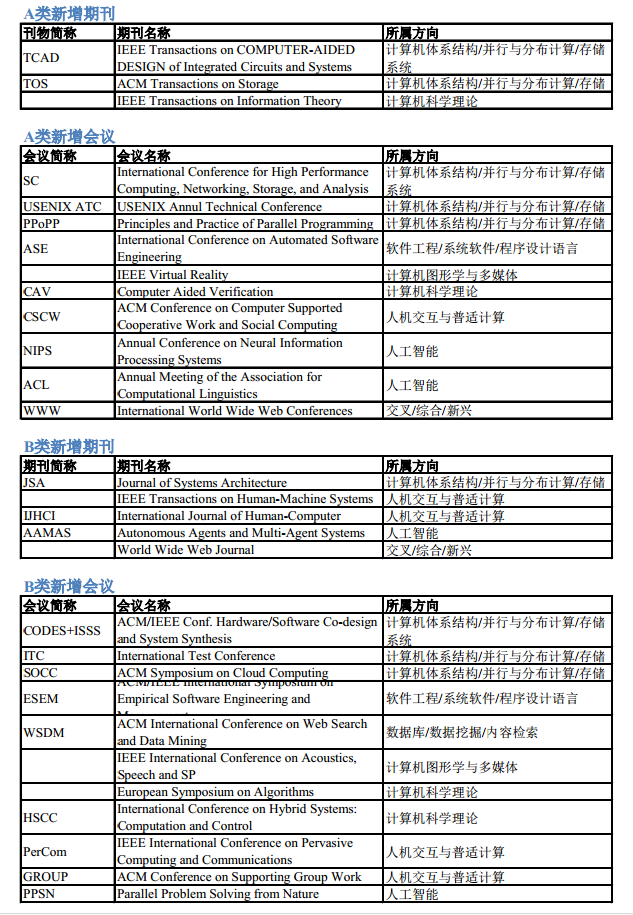 A类新增期刊
刊物简称 期刊名称 所属方向
TCAD IEEE Transactions on COMPUTER-AIDED DESIGN of Integrated Circuits and Systems 计算机体系结构/并行与分布计算/存储系统
TOS ACM Transactions on Storage 计算机体系结构/并行与分布计算/存储
IEEE Transactions on Information Theory 计算机科学理论
A类新增会议
会议简称 会议名称 所属方向
SC International Conference for High Performance Computing, Networking, Storage, and Analysis 计算机体系结构/并行与分布计算/存储系统
USENIX ATC USENIX Annul Technical Conference 计算机体系结构/并行与分布计算/存储
PPoPP Principles and Practice of Parallel Programming 计算机体系结构/并行与分布计算/存储
ASE International Conference on Automated Software Engineering 软件工程/系统软件/程序设计语言
IEEE Virtual Reality 计算机图形学与多媒体
CAV Computer Aided Verification 计算机科学理论
CSCW ACM Conference on Computer Supported Cooperative Work and Social Computing 人机交互与普适计算
NIPS Annual Conference on Neural Information Processing Systems 人工智能
ACL Annual Meeting of the Association for Computational Linguistics 人工智能
WWW International World Wide Web Conferences 交叉/综合/新兴
B类新增期刊
期刊简称 期刊名称 所属方向
JSA Journal of Systems Architecture 计算机体系结构/并行与分布计算/存储
IEEE Transactions on Human-Machine Systems 人机交互与普适计算
IJHCI International Journal of Human-Computer 人机交互与普适计算
AAMAS Autonomous Agents and Multi-Agent Systems 人工智能
World Wide Web Journal 交叉/综合/新兴
B类新增会议
会议简称 会议名称 所属方向
CODES+ISSS ACM/IEEE Conf. Hardware/Software Co-design and System Synthesis 计算机体系结构/并行与分布计算/存储系统
ITC International Test Conference 计算机体系结构/并行与分布计算/存储
SOCC ACM Symposium on Cloud Computing 计算机体系结构/并行与分布计算/存储
ESEM ACM/IEEE International Symposium on Empirical Software Engineering and 软件工程/系统软件/程序设计语言
WSDM ACM International Conference on Web Search and Data Mining 数据库/数据挖掘/内容检索
IEEE International Conference on Acoustics, Speech and SP 计算机图形学与多媒体
European Symposium on Algorithms 计算机科学理论
HSCC International Conference on Hybrid Systems: Computation and Control 计算机科学理论
PerCom IEEE International Conference on Pervasive Computing and Communications 人机交互与普适计算
GROUP ACM Conference on Supporting Group Work 人机交互与普适计算
PPSN Parallel Problem Solving from Nature 人工智能